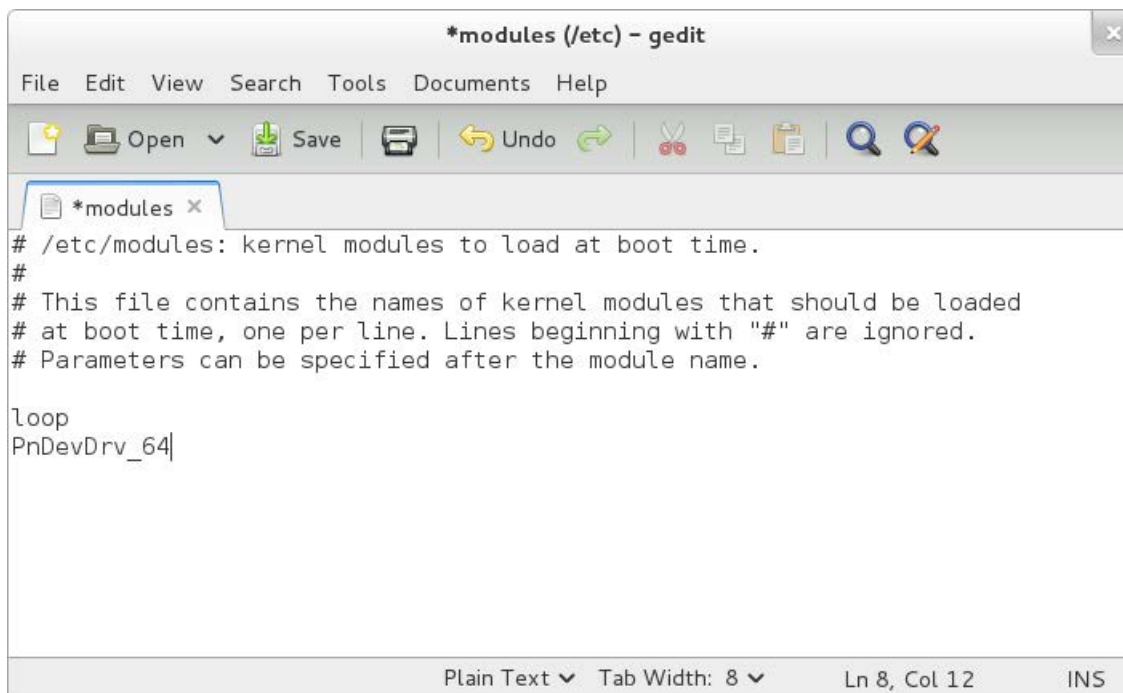 *modules (/etc) – gedit
File Edit View Search Tools Documents Help
Open Save Undo
*modules
# /etc/modules: kernel modules to load at boot time.
#
# This file contains the names of kernel modules that should be loaded
# at boot time, one per line. Lines beginning with "#" are ignored.
# Parameters can be specified after the module name.
loop
PnDevDrv_64
Plain Text Tab Width: 8 Ln 8, Col 12 INS